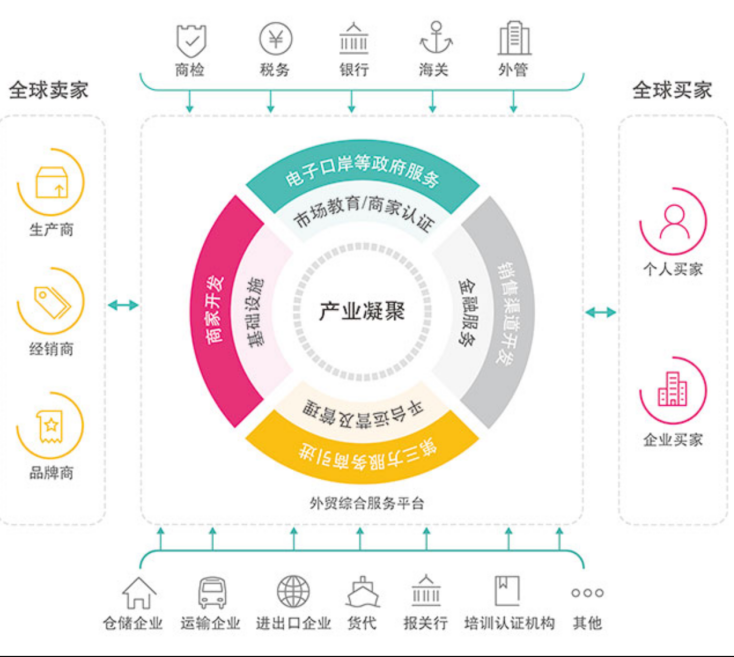 商检
税务
银行
海关
外管
全球卖家
全球买家
生产商
经销商
品牌商
电子口岸等政府服务
市场教育/商家认证
商家开发
基础设施
产业凝聚
金融服务
销售渠道开发
平台运营及管理
第三方服务商引进
外贸综合服务平台
个人买家
企业买家
仓储企业
运输企业
进出口企业
货代
报关行
培训认证机构
其他